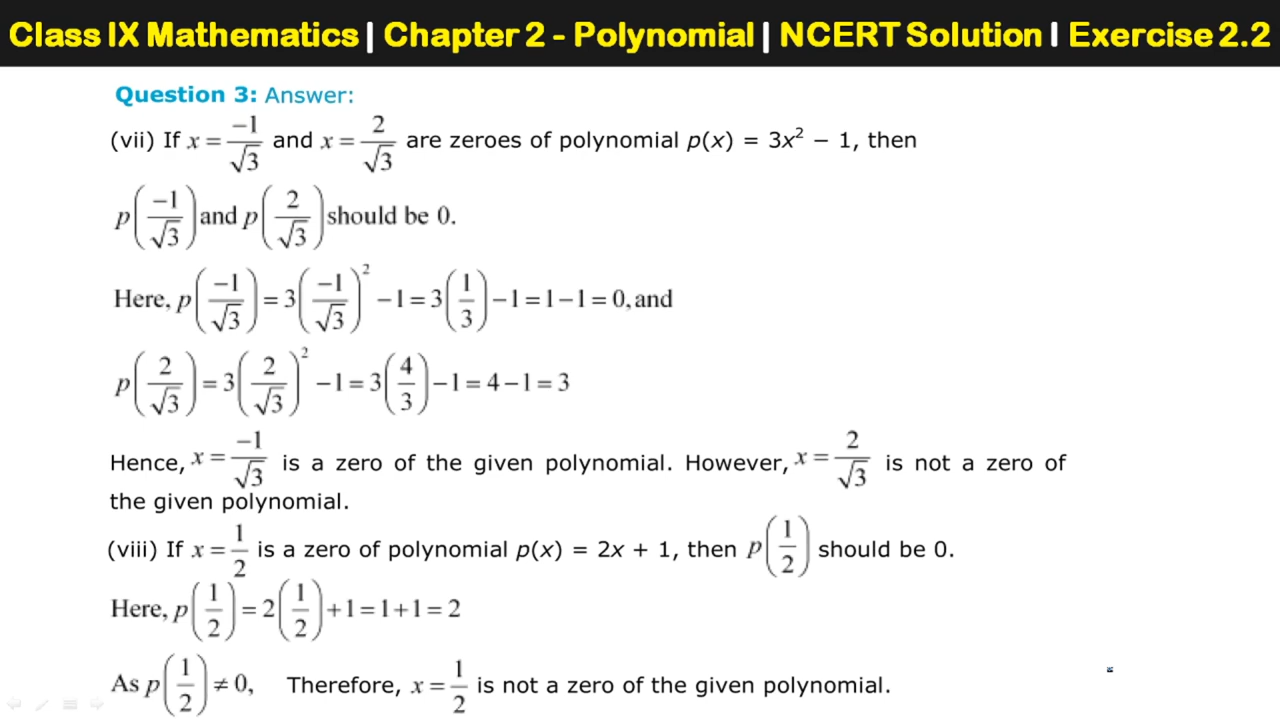 Class IX Mathematics | Chapter 2 - Polynomial | NCERT Solution | Exercise 2.2
Question 3: Answer:
(vii) If x = −1/√3 and x = 2/√3 are zeroes of polynomial p(x) = 3x² − 1, then
p(−1/√3) and p(2/√3) should be 0.
Here, p(−1/√3) = 3(−1/√3)² − 1 = 3(1/3) − 1 = 1 − 1 = 0, and
p(2/√3) = 3(2/√3)² − 1 = 3(4/3) − 1 = 4 − 1 = 3
Hence, x = −1/√3 is a zero of the given polynomial. However, x = 2/√3 is not a zero of
the given polynomial.
(viii) If x = 1/2 is a zero of polynomial p(x) = 2x + 1, then p(1/2) should be 0.
Here, p(1/2) = 2(1/2) + 1 = 1 + 1 = 2
As p(1/2) ≠ 0, Therefore, x = 1/2 is not a zero of the given polynomial.